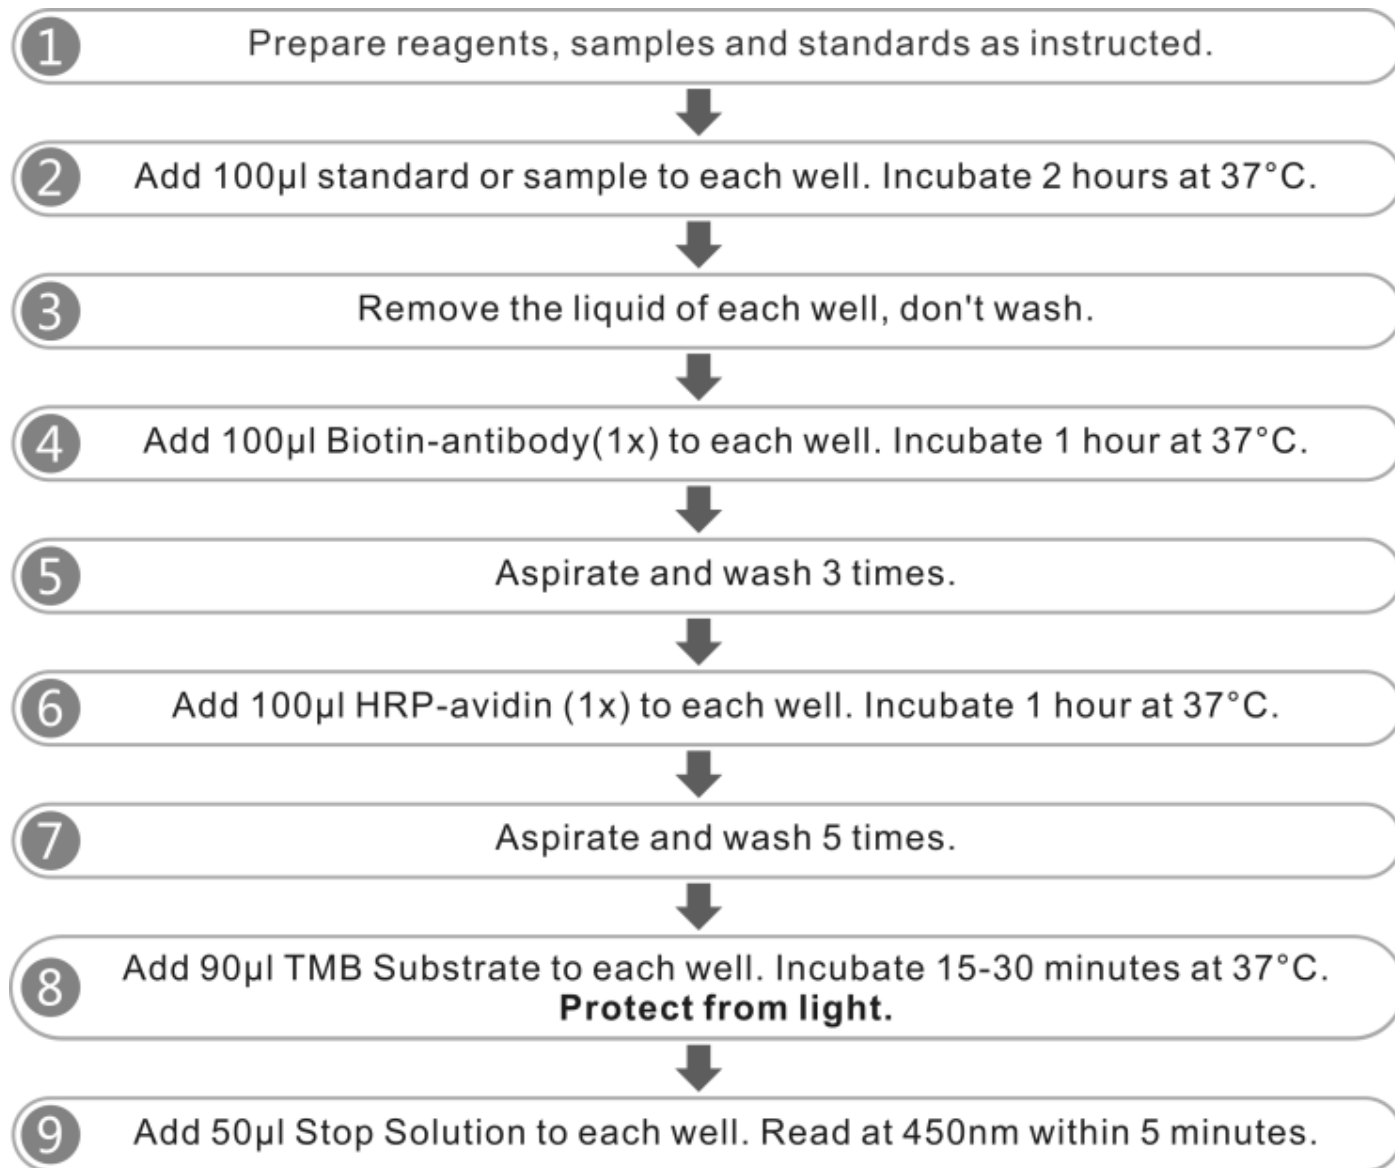 1 Prepare reagents, samples and standards as instructed.
2 Add 100µl standard or sample to each well. Incubate 2 hours at 37°C.
3 Remove the liquid of each well, don't wash.
4 Add 100µl Biotin-antibody(1x) to each well. Incubate 1 hour at 37°C.
5 Aspirate and wash 3 times.
6 Add 100µl HRP-avidin (1x) to each well. Incubate 1 hour at 37°C.
7 Aspirate and wash 5 times.
8 Add 90µl TMB Substrate to each well. Incubate 15-30 minutes at 37°C.
Protect from light.
9 Add 50µl Stop Solution to each well. Read at 450nm within 5 minutes.